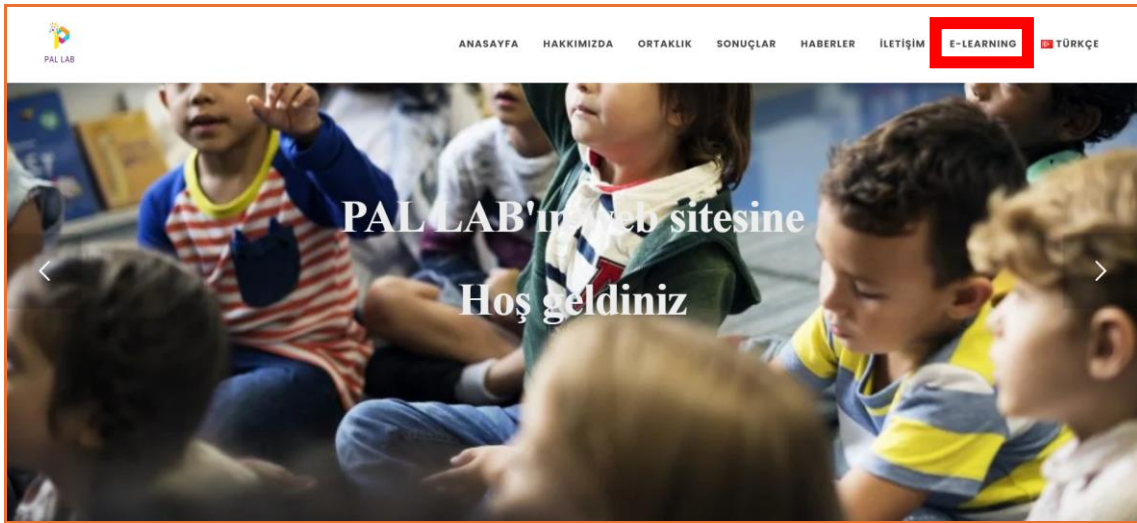 PAL LAB
ANASAYFA HAKKIMIZDA ORTAKLIK SONUÇLAR HABERLER İLETİŞİM E-LEARNING TÜRKÇE
PAL LAB'ın web sitesine
Hoş geldiniz